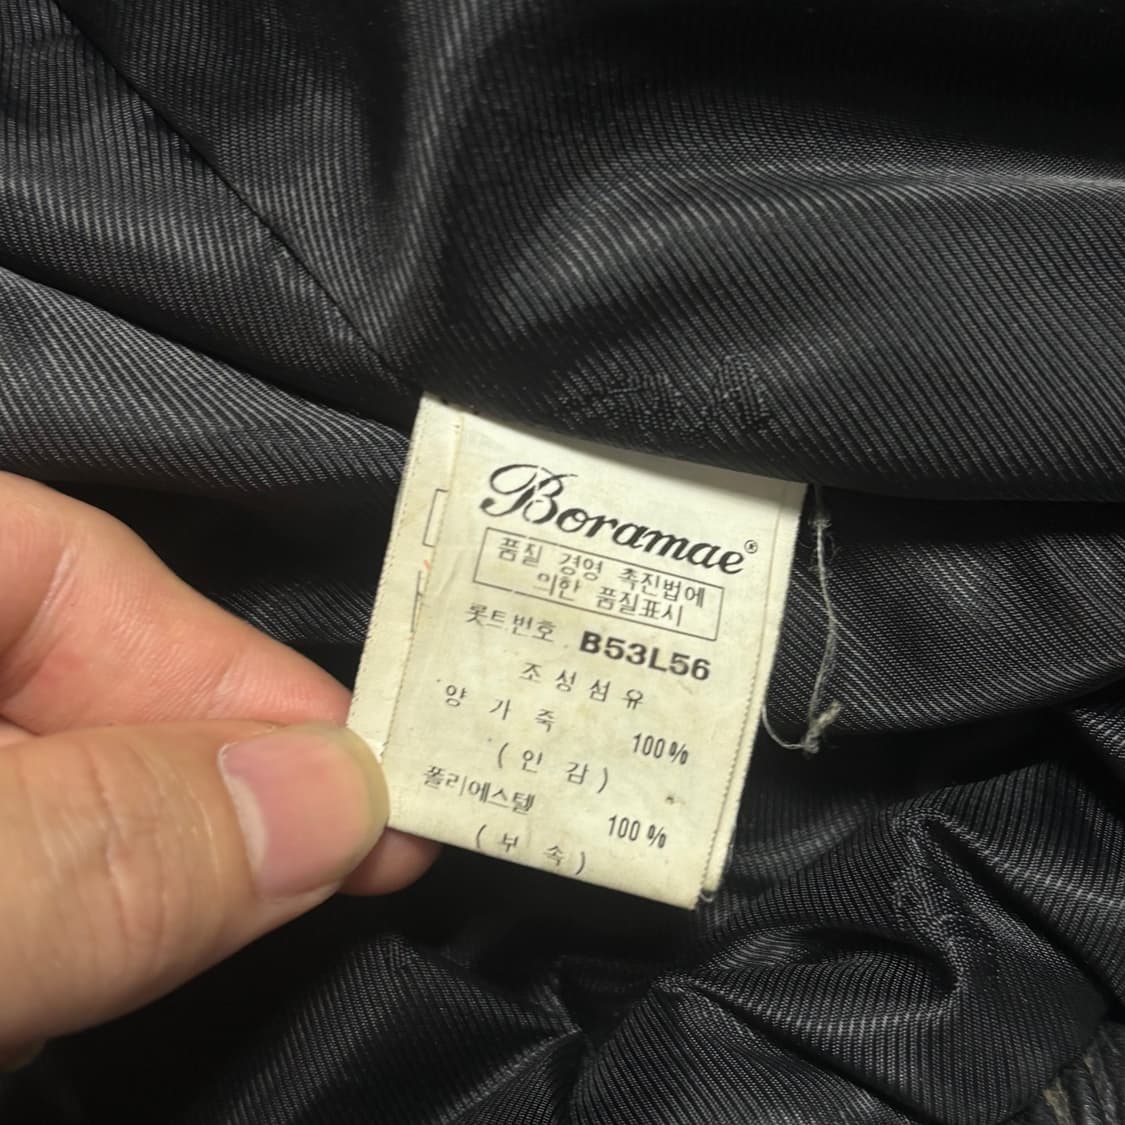 Boramae®
품질 경영 촉진법에
의한 품질표시
롯트번호 B53L56
조성섬유
양가죽 100%
(안감)
폴리에스텔 100%
(부속)